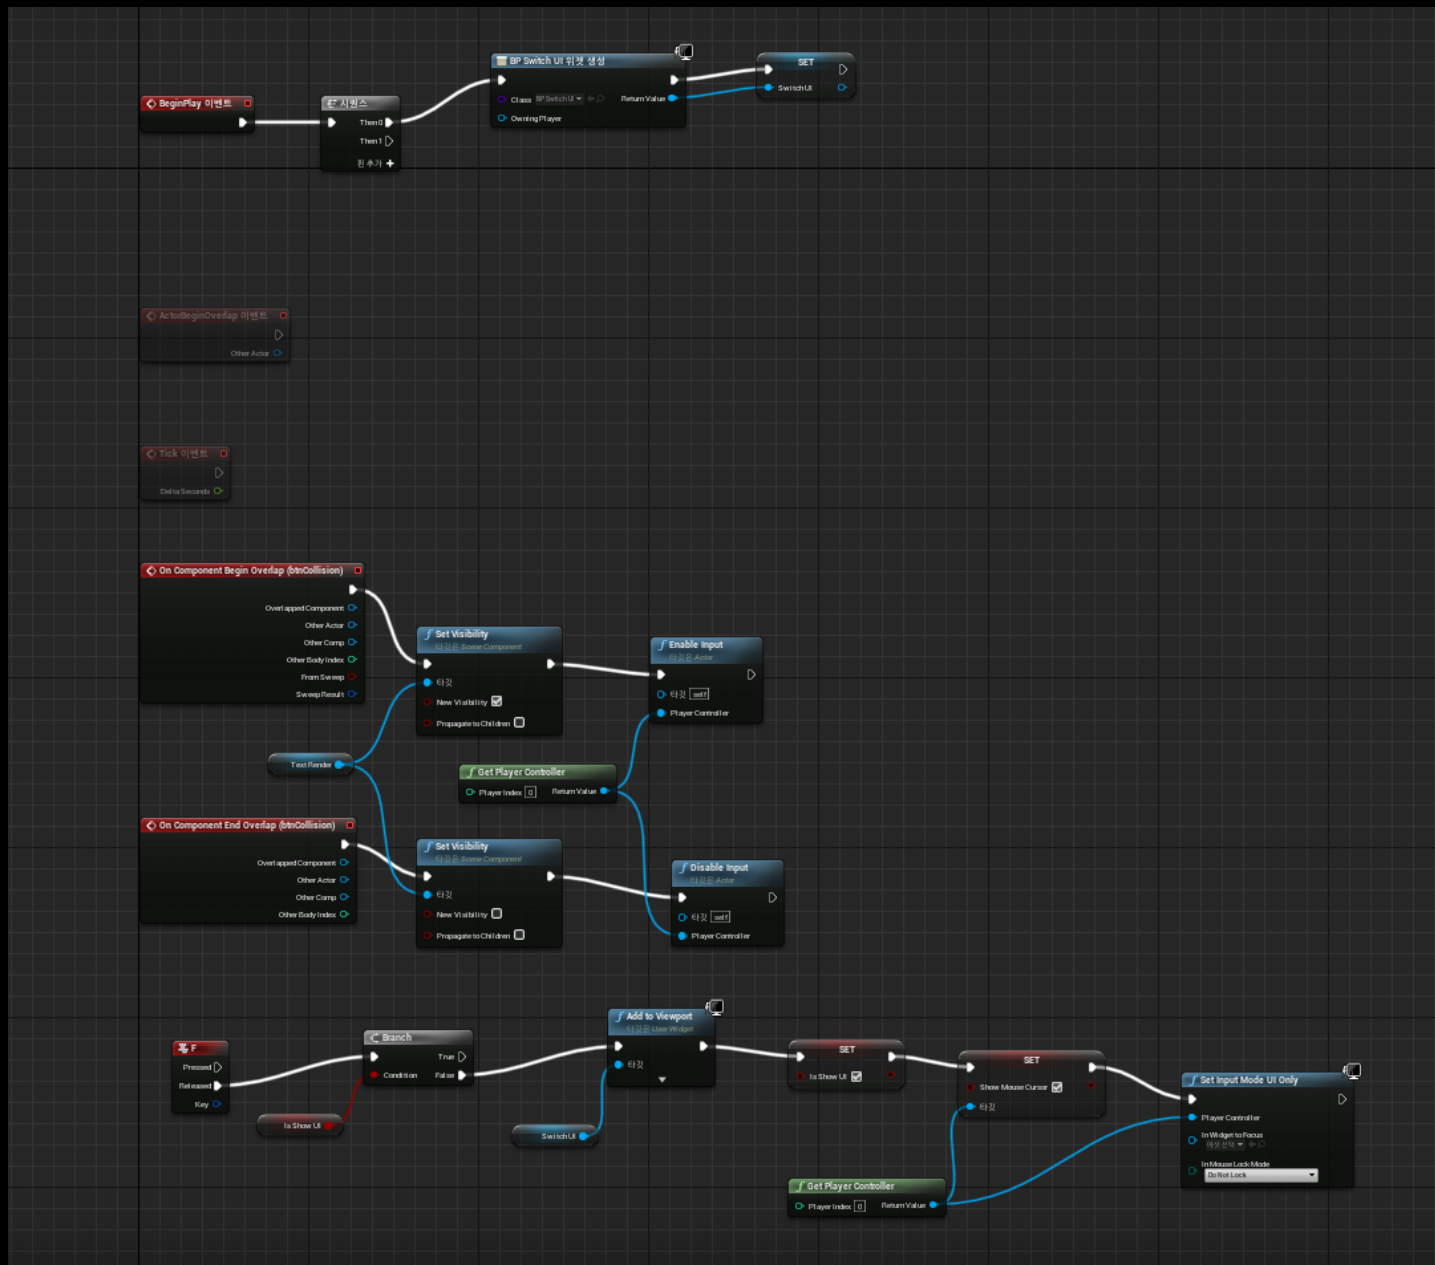 BP Switch UI 위젯 생성
SET
Class
BP Switch UI
Return Value
Switch UI
Owning Player
BeginPlay 이벤트
시퀀스
Then 0
Then 1
핀 추가
ActorBeginOverlap 이벤트
Other Actor
Tick 이벤트
Delta Seconds
On Component Begin Overlap (btnCollision)
Overlapped Component
Other Actor
Other Comp
Other Body Index
From Sweep
Sweep Result
Set Visibility
타깃은 Scene Component
타깃
New Visibility
Propagate to Children
Enable Input
타깃은 Actor
타깃 self
Player Controller
Text Render
Get Player Controller
Player Index 0
Return Value
On Component End Overlap (btnCollision)
Overlapped Component
Other Actor
Other Comp
Other Body Index
Set Visibility
타깃은 Scene Component
타깃
New Visibility
Propagate to Children
Disable Input
타깃은 Actor
타깃 self
Player Controller
F
Pressed
Released
Key
Branch
True
Condition
False
Is Show UI
Add to Viewport
타깃은 User Widget
타깃
Switch UI
SET
Is Show UI
SET
Show Mouse Cursor
타깃
Get Player Controller
Player Index 0
Return Value
Set Input Mode UI Only
Player Controller
In Widget to Focus
애셋 선택
In Mouse Lock Mode
Do Not Lock